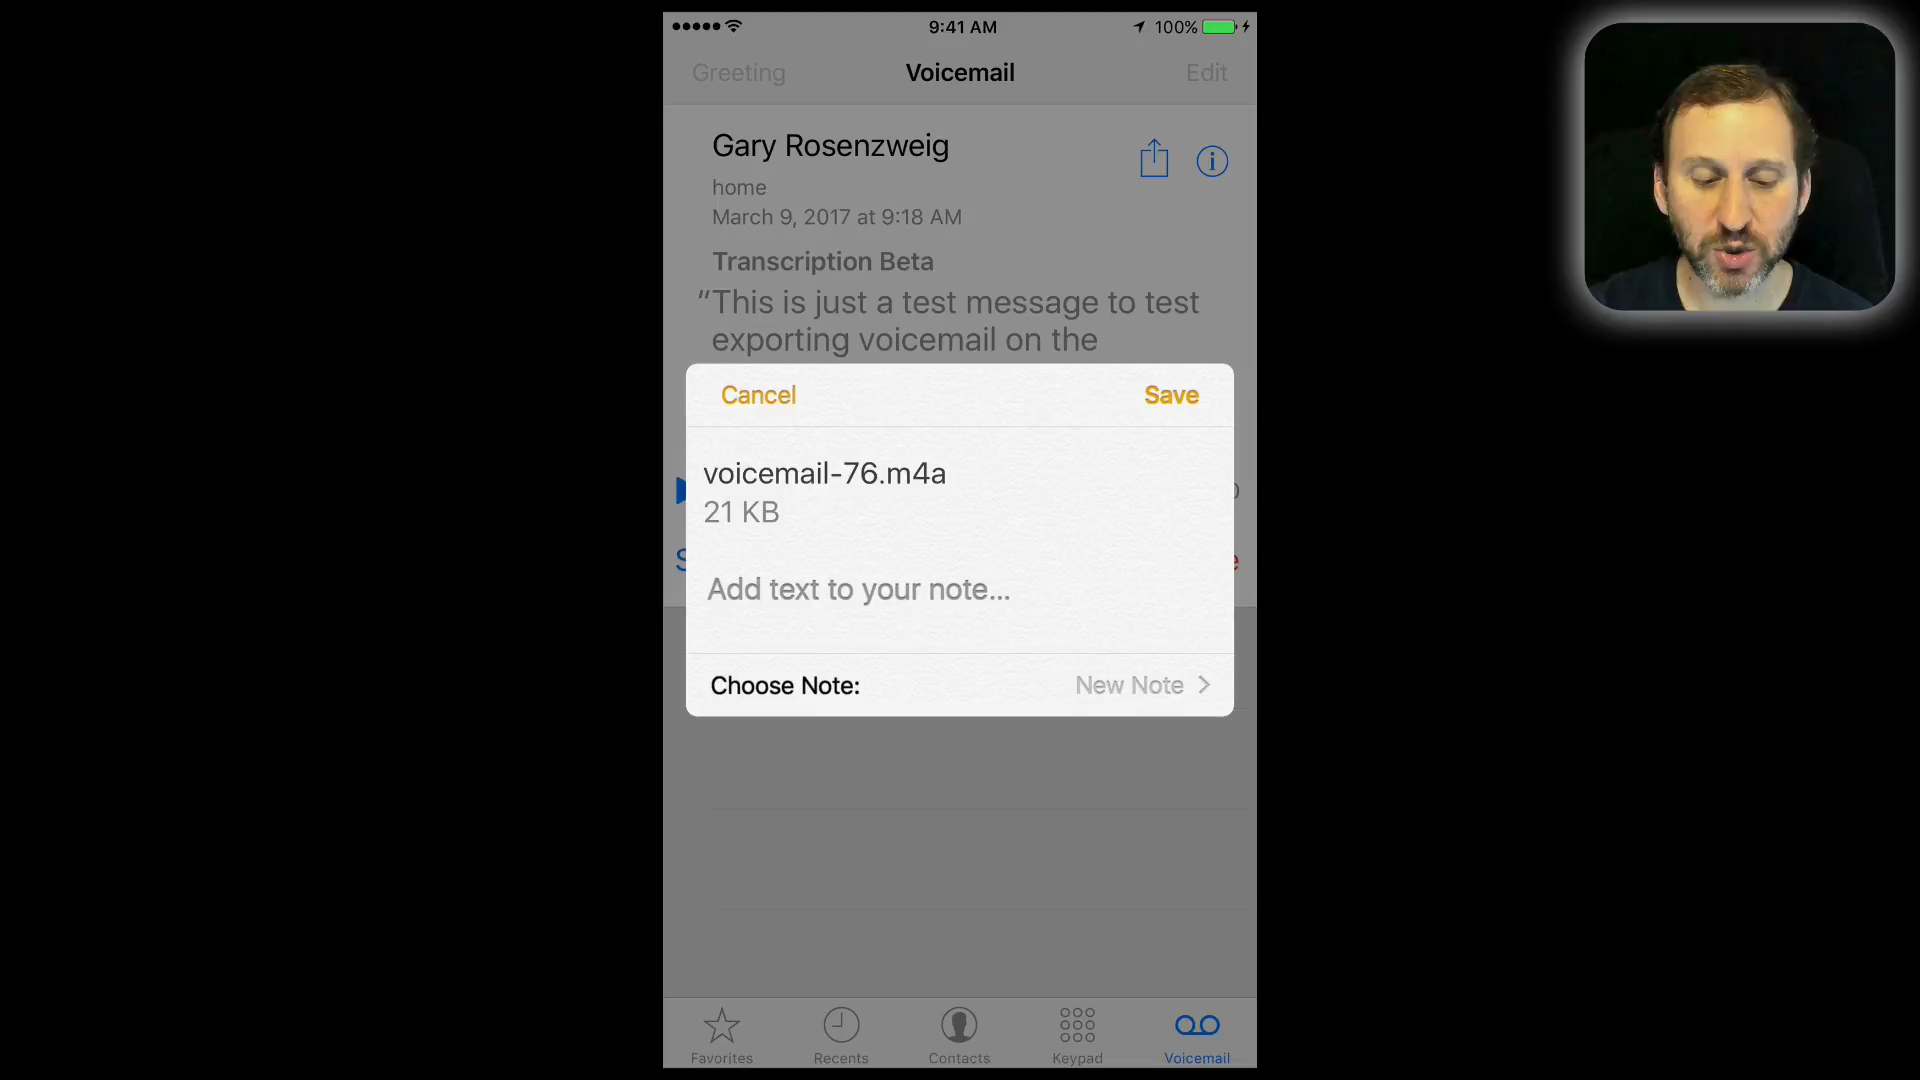 9:41 AM
100%
Greeting
Voicemail
Edit
Gary Rosenzweig
home
March 9, 2017 at 9:18 AM
Transcription Beta
“This is just a test message to test
exporting voicemail on the
Cancel
Save
voicemail-76.m4a
21 KB
Add text to your note...
Choose Note:
New Note
Favorites
Recents
Contacts
Keypad
Voicemail